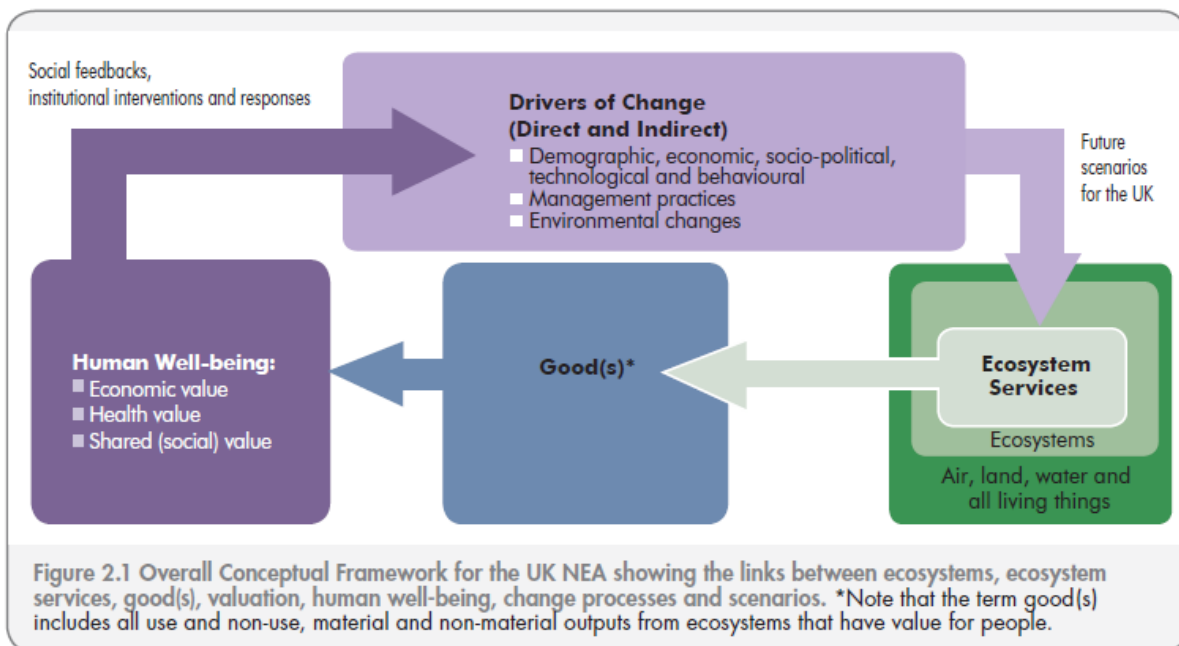 Social feedbacks,
institutional interventions and responses
Drivers of Change
(Direct and Indirect)
Demographic, economic, socio-political,
technological and behavioural
Management practices
Environmental changes
Future
scenarios
for the UK
Human Well-being:
Economic value
Health value
Shared (social) value
Good(s)*
Ecosystem
Services
Ecosystems
Air, land, water and
all living things
Figure 2.1 Overall Conceptual Framework for the UK NEA showing the links between ecosystems, ecosystem
services, good(s), valuation, human well-being, change processes and scenarios. *Note that the term good(s)
includes all use and non-use, material and non-material outputs from ecosystems that have value for people.